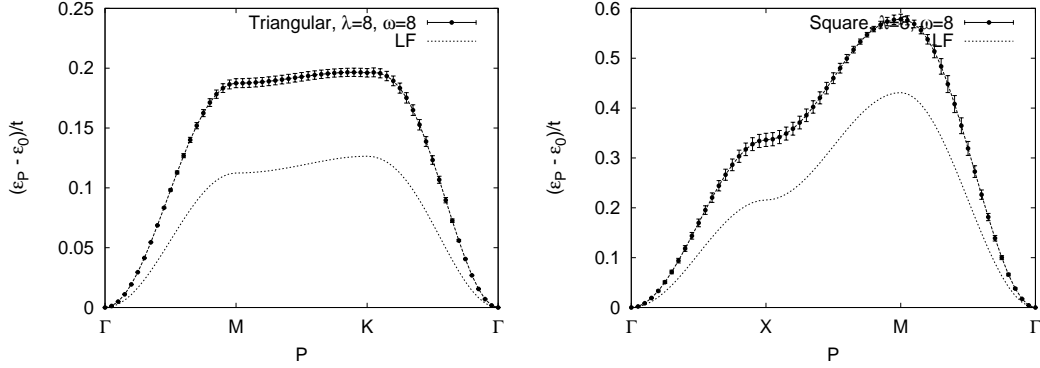 0.25
0.2
0.15
0.1
0.05
0
(εP - ε0)/t
Triangular, λ=8, ω=8
LF
Γ M K Γ
P
0.6
0.5
0.4
0.3
0.2
0.1
0
(εP - ε0)/t
Square, λ=8, ω=8
LF
Γ X M Γ
P